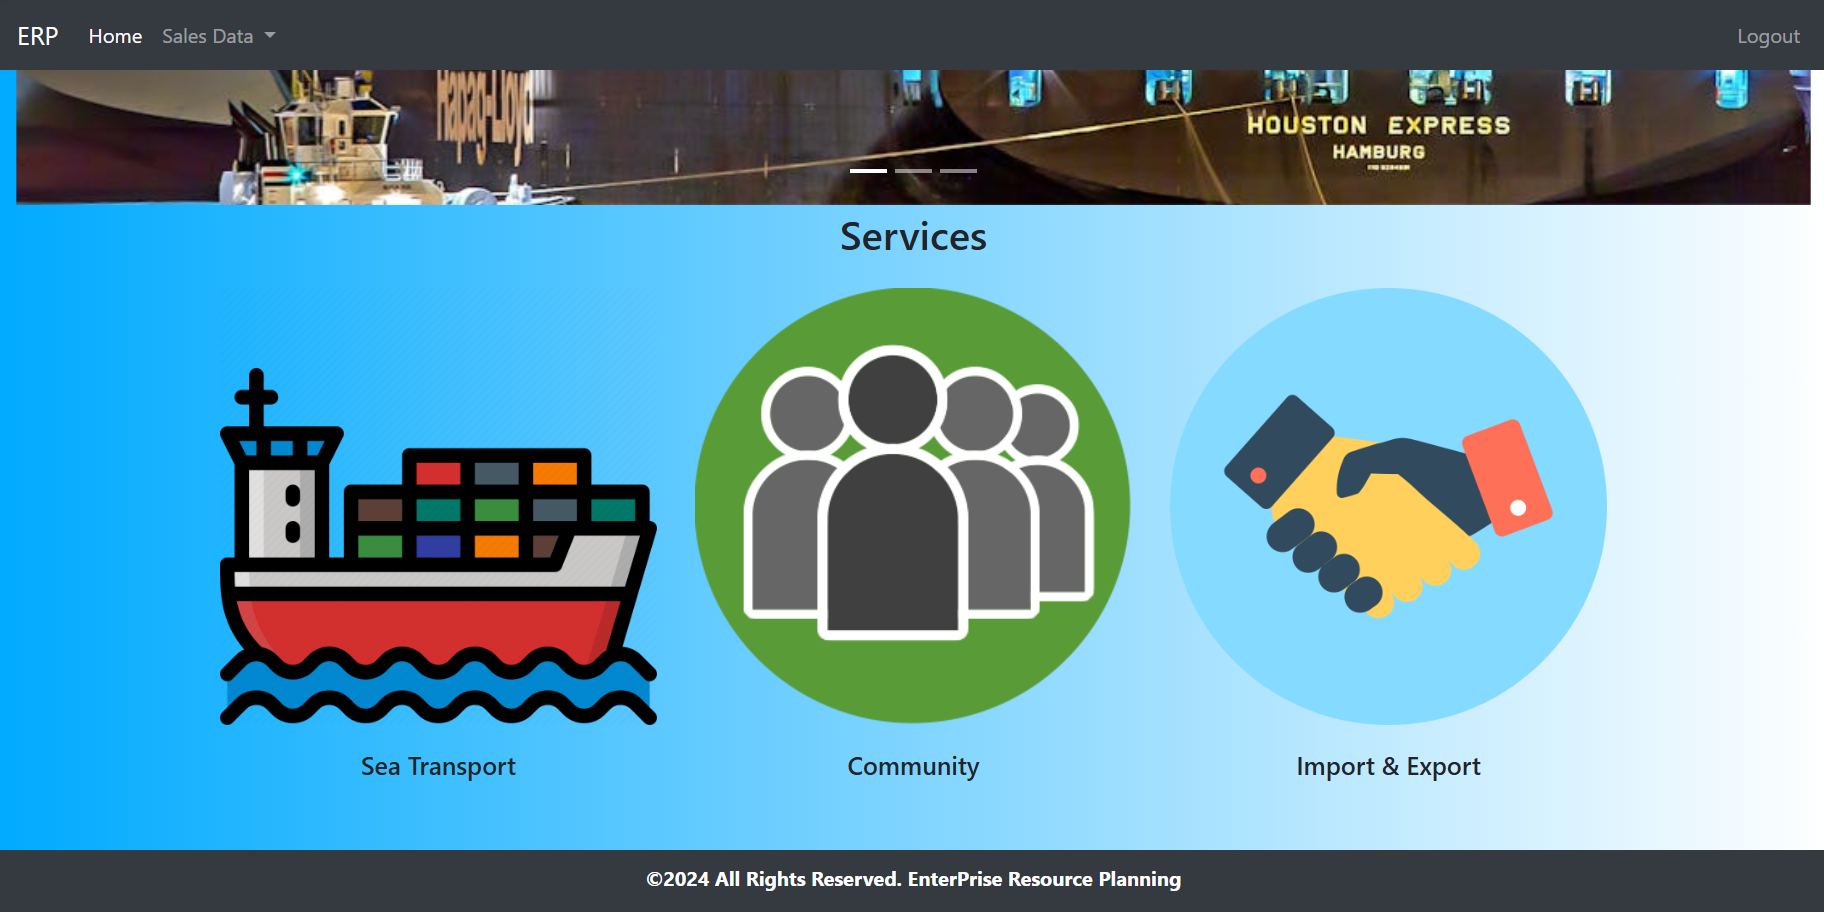 ERP Home Sales Data Logout
Hapag-Lloyd
HOUSTON EXPRESS
HAMBURG
Services
Sea Transport Community Import & Export
©2024 All Rights Reserved. EnterPrise Resource Planning